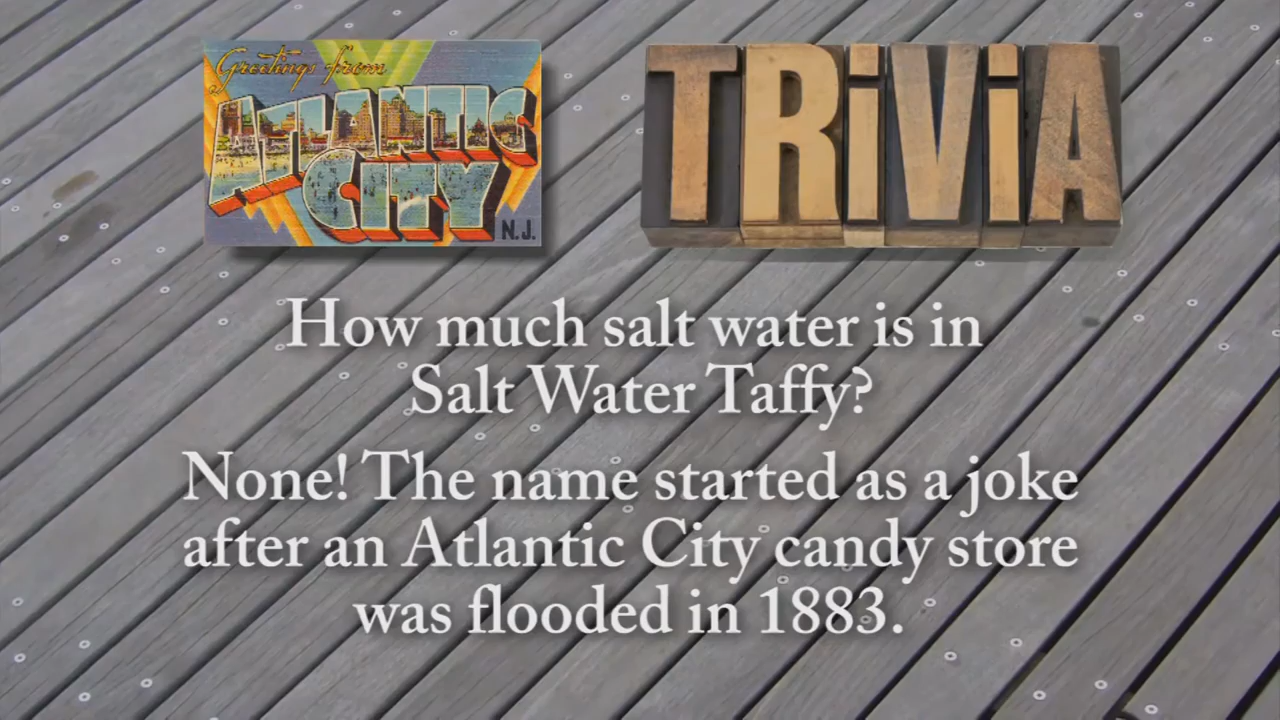 Greetings from
ATLANTIC
CITY
N.J.
TRiViA
How much salt water is in
Salt Water Taffy?
None! The name started as a joke
after an Atlantic City candy store
was flooded in 1883.